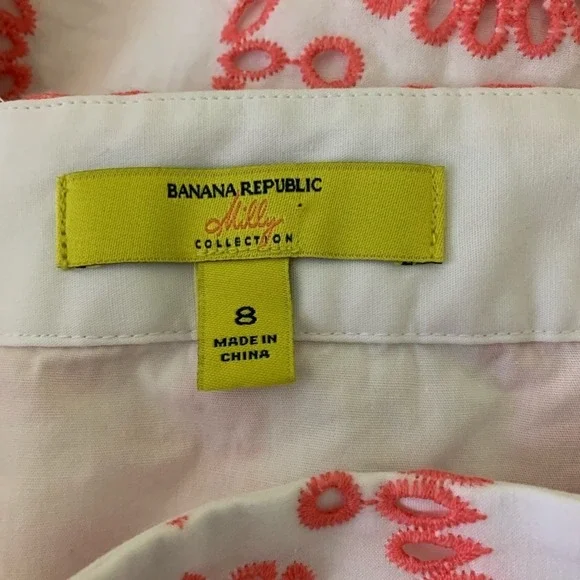 BANANA REPUBLIC
Milly
COLLECTION
8
MADE IN
CHINA